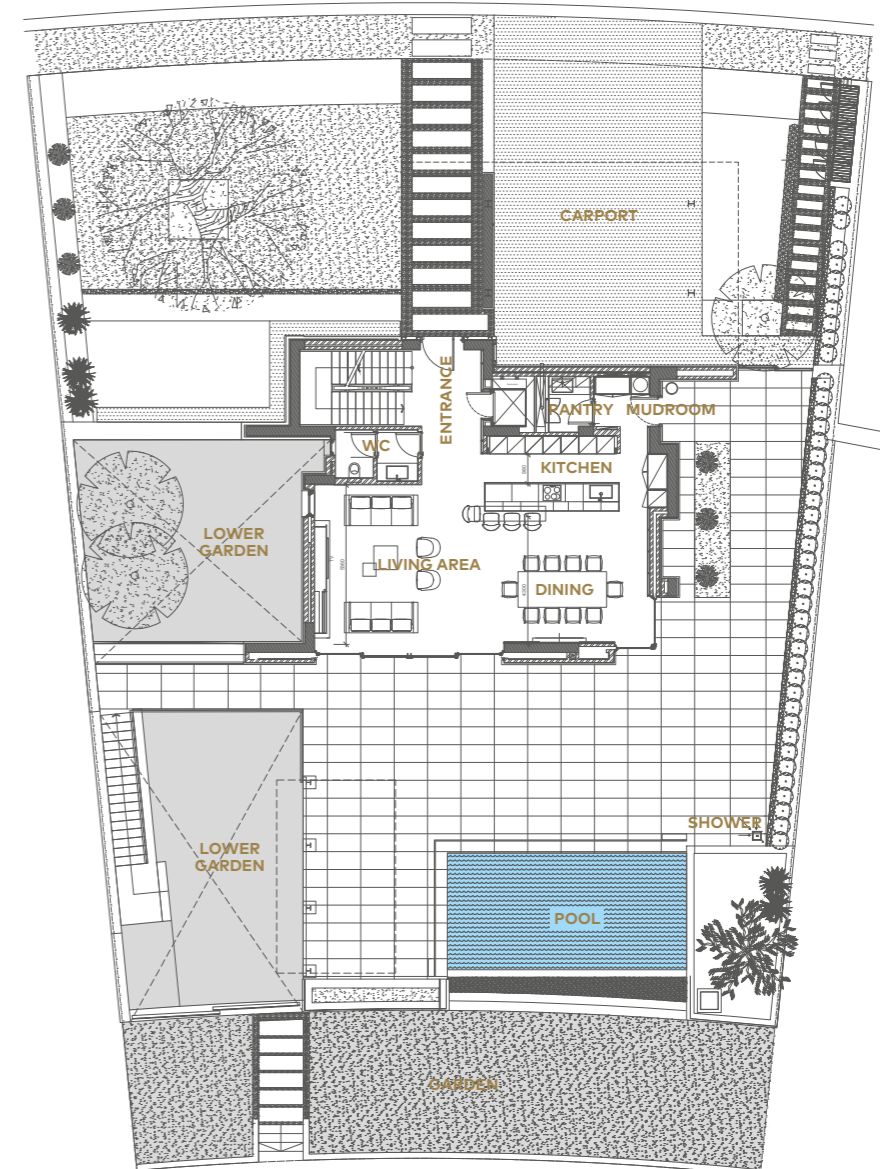 CARPORT
ENTRANCE
PANTRY MUDROOM
WC
KITCHEN
LOWER
GARDEN
LIVING AREA
DINING
SHOWER
LOWER
GARDEN
POOL
GARDEN